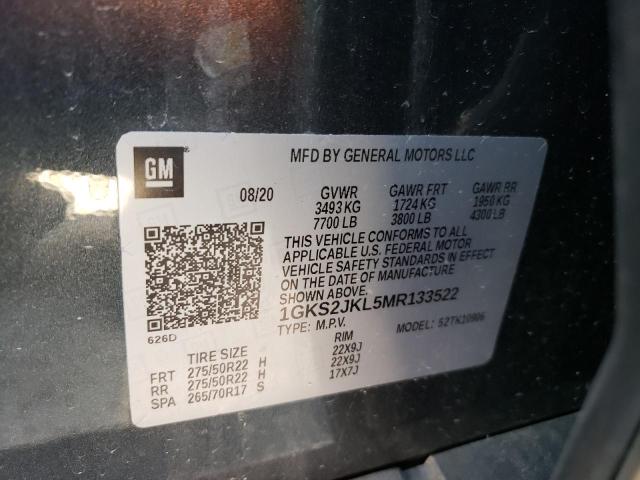 GM
MFD BY GENERAL MOTORS LLC
08/20 GVWR GAWR FRT GAWR RR
3493 KG 1724 KG 1950 KG
7700 LB 3800 LB 4300 LB
THIS VEHICLE CONFORMS TO ALL
APPLICABLE U.S. FEDERAL MOTOR
VEHICLE SAFETY STANDARDS IN EFFECT
ON THE DATE OF MANUFACTURE
SHOWN ABOVE.
1GKS2JKL5MR133522
TYPE: M.P.V. MODEL: 52TK10906
626D
TIRE SIZE RIM
FRT 275/50R22 H 22X9J
RR 275/50R22 H 22X9J
SPA 265/70R17 S 17X7J